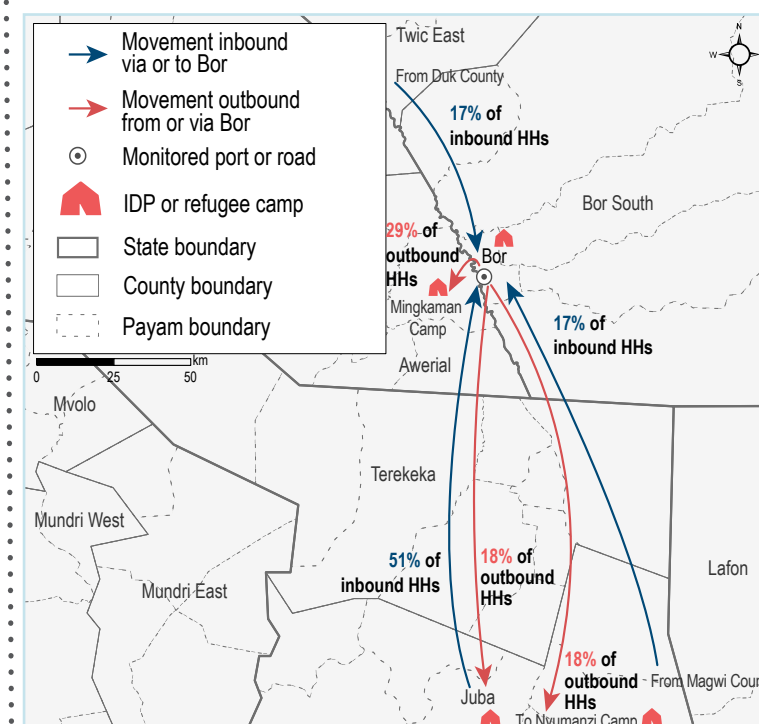 Movement inbound
via or to Bor
Movement outbound
from or via Bor
Monitored port or road
IDP or refugee camp
State boundary
County boundary
Payam boundary
km
0 25 50
N
W
S
Twic East
From Duk County
17% of
inbound HHs
Bor South
29% of
outbound
HHs
Bor
Mingkaman
Camp
17% of
inbound HHs
Awerial
Mvolo
Terekeka
Mundri West
51% of
inbound HHs
18% of
outbound
HHs
Mundri East
Lafon
18% of
outbound
HHs
From Magwi Coun
Juba
To Nyumanzi Camp